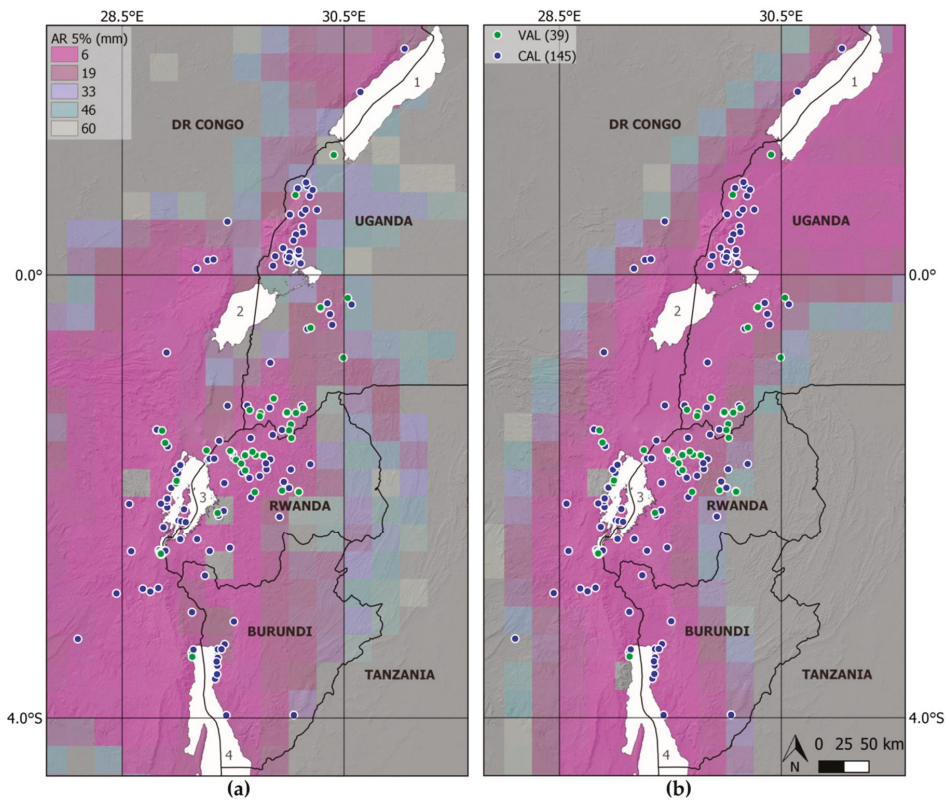 28.5°E 30.5°E 28.5°E 30.5°E
AR 5% (mm)
6
19
33
46
60
DR CONGO
1
UGANDA
2
3
RWANDA
BURUNDI
TANZANIA
4
VAL (39)
CAL (145)
DR CONGO
1
UGANDA
0.0° 0.0°
2
3
RWANDA
BURUNDI
TANZANIA
4.0°S 4.0°S
4
N
0 25 50 km
(a) (b)